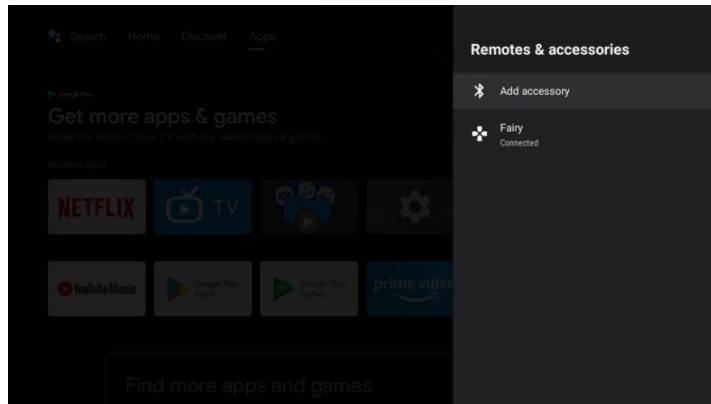 Search Home Discover Apps
Google Play
Get more apps & games
Make the most of your TV with the newest apps & games
Installed Apps
NETFLIX
TV
YouTube Music
Google Play
Store
Google Play
Games
prime video
Find more apps and games
Remotes & accessories
Add accessory
Fairy
Connected